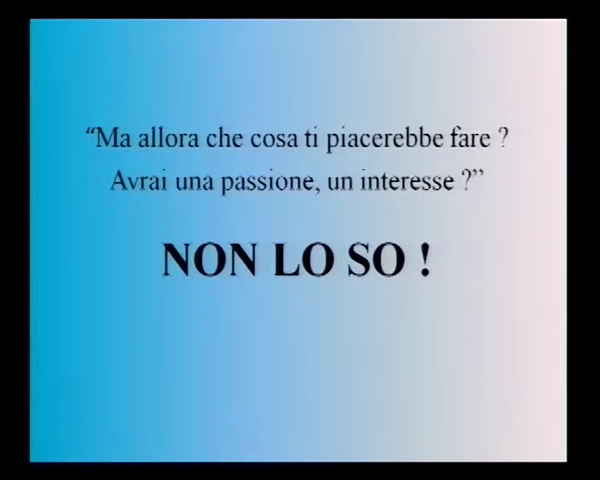 “Ma allora che cosa ti piacerebbe fare ?
Avrai una passione, un interesse ?”
NON LO SO !